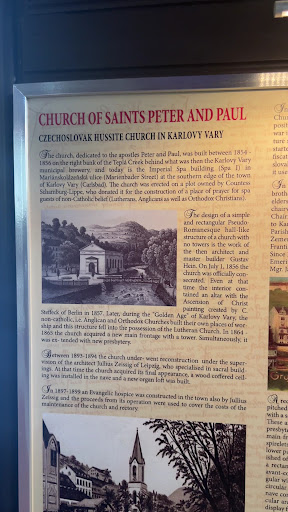 CHURCH OF SAINTS PETER AND PAUL
CZECHOSLOVAK HUSSITE CHURCH IN KARLOVY VARY
The church, dedicated to the apostles Peter and Paul, was built between 1854 -
1856 on the right bank of the Teplá Creek behind what was then the Karlovy Vary
municipal brewery, and today is the Imperial Spa building (Spa I) in
Mariánskolázeňská ulice (Marienbader Street) at the southern edge of the town
of Karlovy Vary (Carlsbad). The church was erected on a plot owned by Countess
Schaumburg-Lippe, who donated it for the construction of a place of prayer for spa
guests of non-Catholic belief (Lutherans, Anglicans as well as Orthodox Christians).
The design of a simple
and rectangular Pseudo-
Romanesque hall-like
structure of a church with
no towers is the work of
the then architect and
master builder Gustav
Hein. On July 1, 1856 the
church was officially con-
secrated. Even at that
time the interior con-
tained an altar with the
Ascension of Christ
painting created by C.
Steffeck of Berlin in 1857. Later, during the "Golden Age" of Karlovy Vary, the
non-catholic, i.e. Anglican and Orthodox Churches built their own places of wor-
ship and this structure fell into the possession of the Lutheran Church. In 1864 -
1865 the church acquired a new main frontage with a tower. Simultaneously, it
was ex- tended with new presbytery.
Between 1893-1894 the church under- went reconstruction under the super-
vision of the architect Julius Zeissig of Leipzig, who specialised in sacral build-
ings. At that time the church acquired its final appearance, a wood coffered ceil-
ing was installed in the nave and a new organ loft was built.
In 1897-1899 an Evangelic hospice was constructed in the town also by Julius
Zeissig and the proceeds from its operation were used to cover the costs of the
maintenance of the church and rectory.